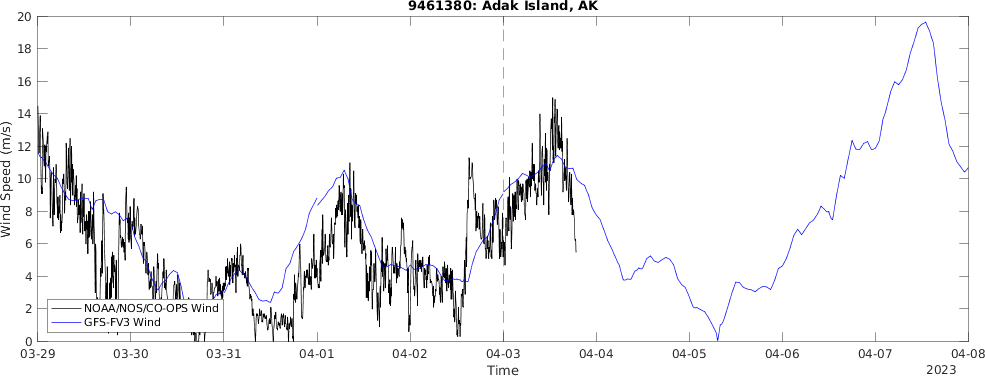 9461380: Adak Island, AK
20
18
16
14
12
10
8
6
4
2
0
Wind Speed (m/s)
NOAA/NOS/CO-OPS Wind
GFS-FV3 Wind
03-29 03-30 03-31 04-01 04-02 04-03 04-04 04-05 04-06 04-07 04-08
Time
2023